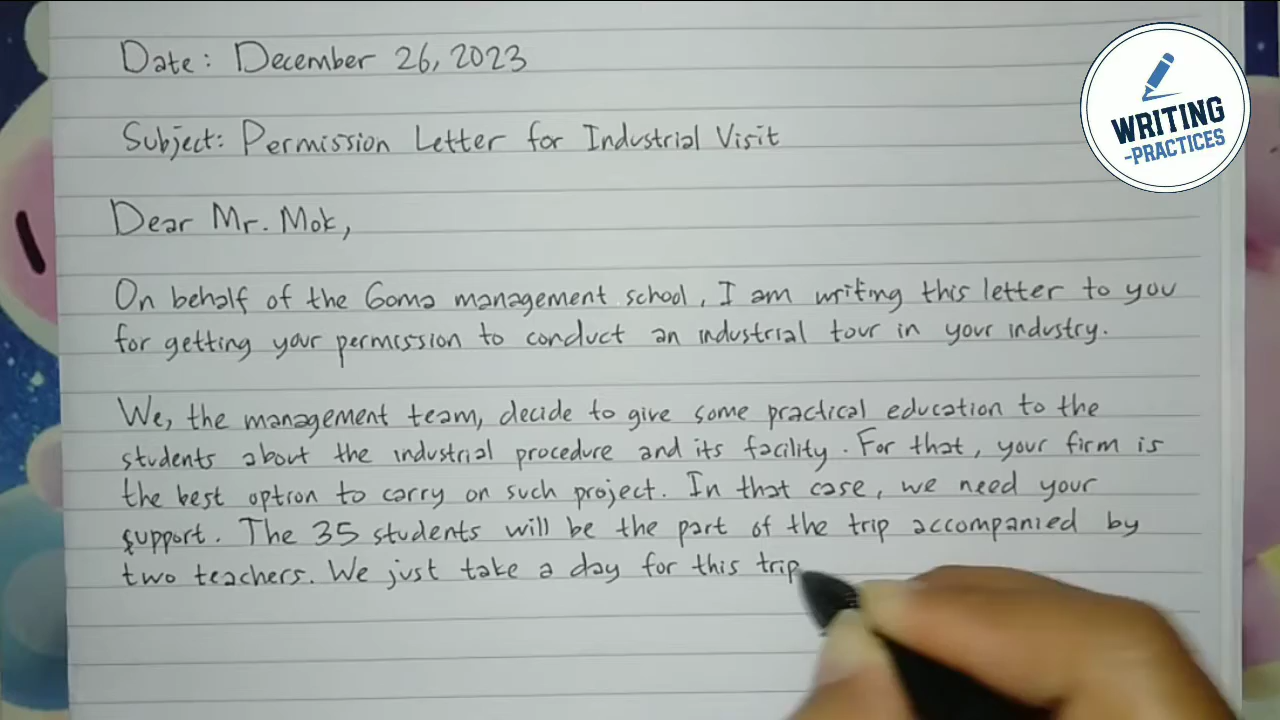 Date: December 26, 2023
Subject: Permission Letter for Industrial Visit
Dear Mr. Mok,
On behalf of the Goma management school, I am writing this letter to you
for getting your permission to conduct an industrial tour in your industry.
We, the management team, decide to give some practical education to the
students about the industrial procedure and its facility. For that, your firm is
the best option to carry on such project. In that case, we need your
support. The 35 students will be the part of the trip accompanied by
two teachers. We just take a day for this trip
WRITING
-PRACTICES